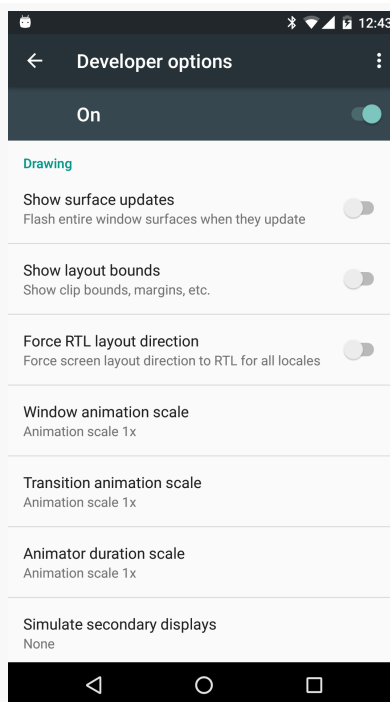 12:43
Developer options
On
Drawing
Show surface updates
Flash entire window surfaces when they update
Show layout bounds
Show clip bounds, margins, etc.
Force RTL layout direction
Force screen layout direction to RTL for all locales
Window animation scale
Animation scale 1x
Transition animation scale
Animation scale 1x
Animator duration scale
Animation scale 1x
Simulate secondary displays
None